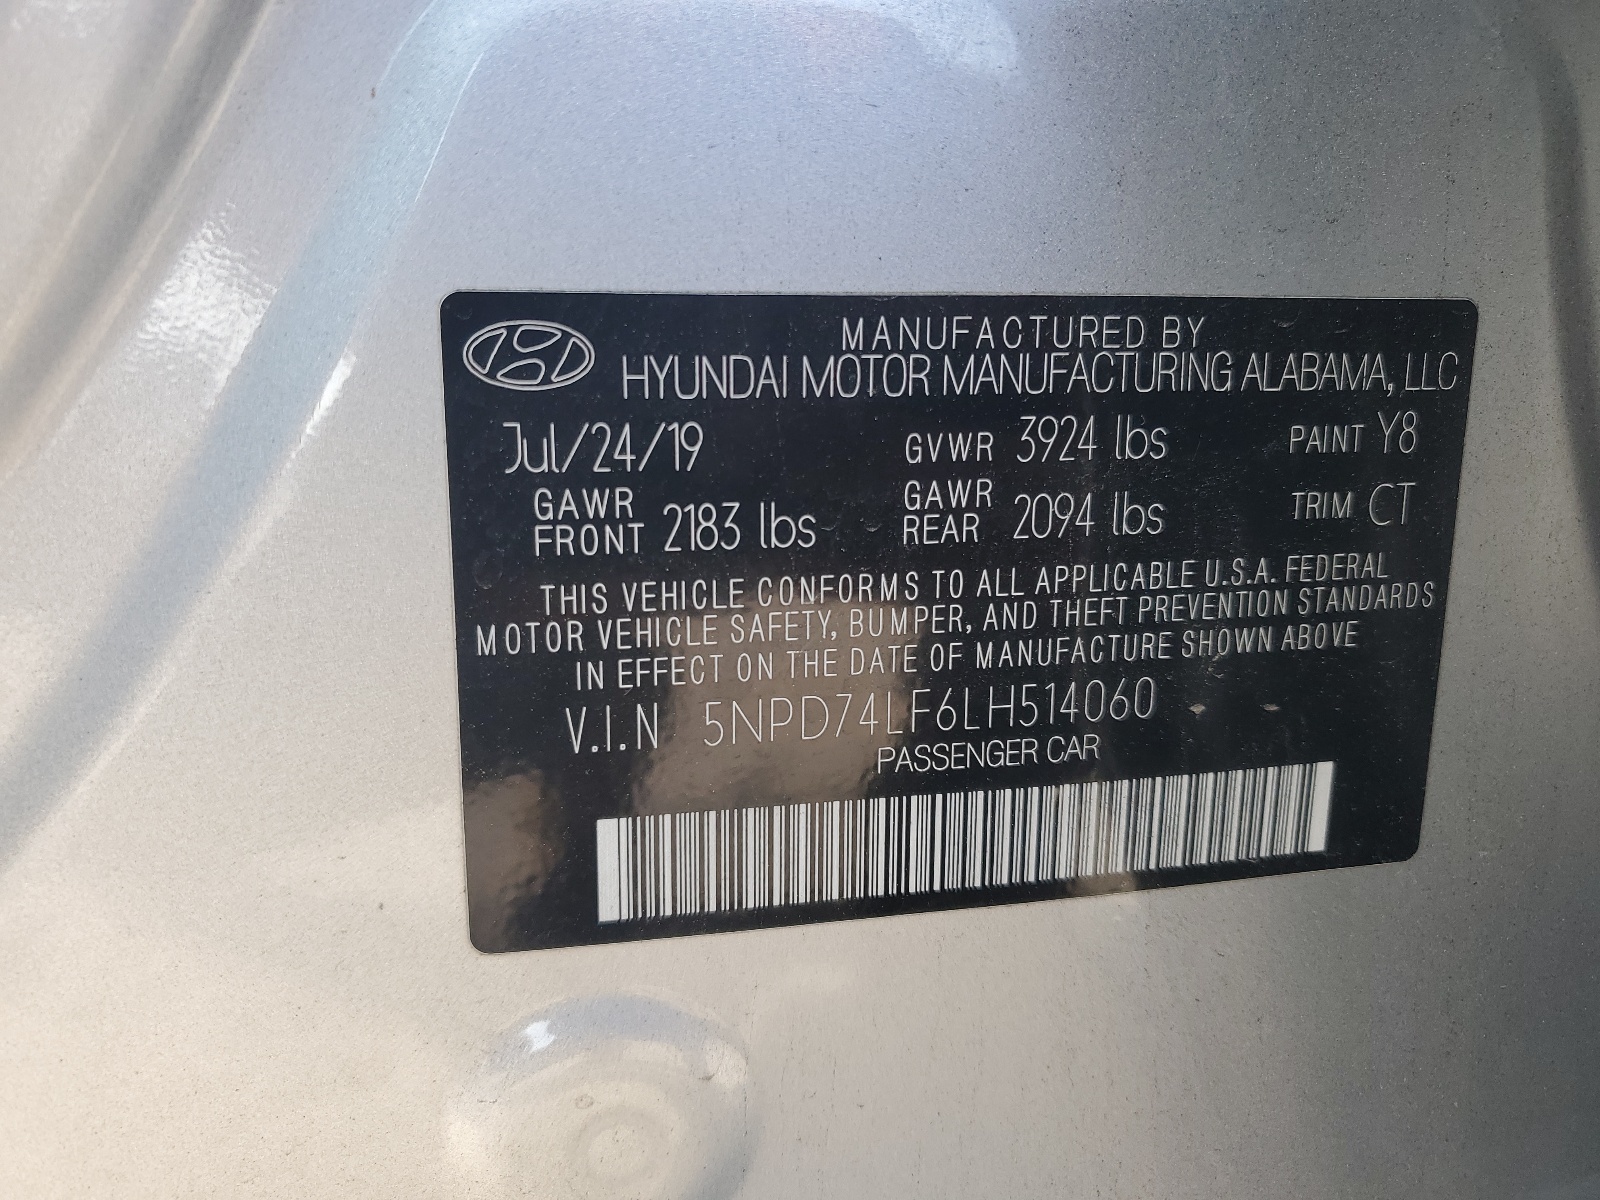 MANUFACTURED BY
HYUNDAI MOTOR MANUFACTURING ALABAMA, LLC
Jul/24/19 GVWR 3924 lbs PAINT Y8
GAWR FRONT 2183 lbs GAWR REAR 2094 lbs TRIM CT
THIS VEHICLE CONFORMS TO ALL APPLICABLE U.S.A. FEDERAL
MOTOR VEHICLE SAFETY, BUMPER, AND THEFT PREVENTION STANDARDS
IN EFFECT ON THE DATE OF MANUFACTURE SHOWN ABOVE
V.I.N 5NPD74LF6LH514060
PASSENGER CAR